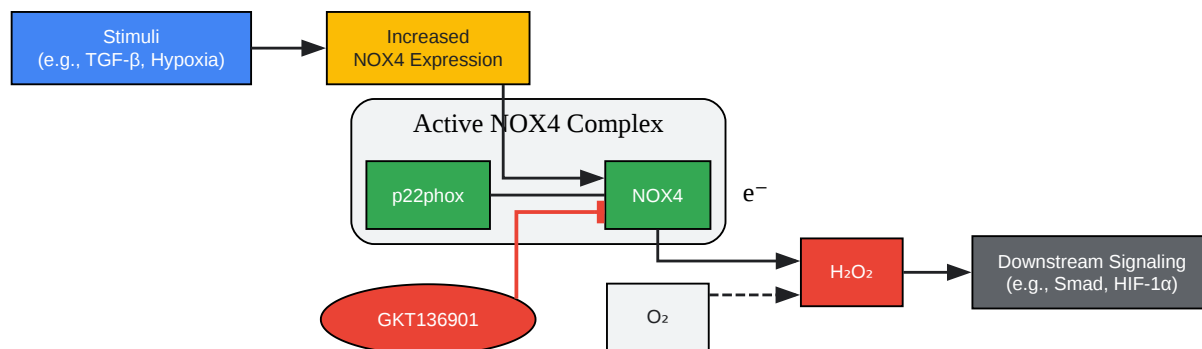 Stimuli
(e.g., TGF-β, Hypoxia)
Increased
NOX4 Expression
Active NOX4 Complex
p22phox
NOX4
e⁻
H₂O₂
Downstream Signaling
(e.g., Smad, HIF-1α)
GKT136901
O₂